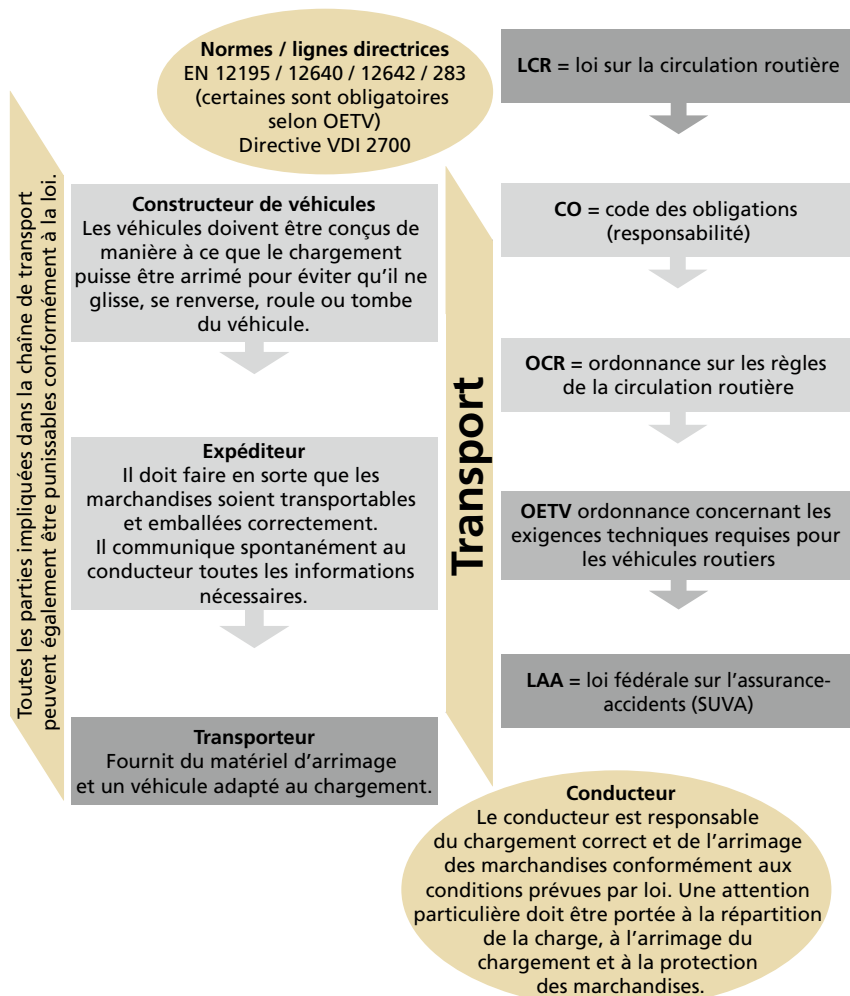 Normes / lignes directrices
EN 12195 / 12640 / 12642 / 283
(certaines sont obligatoires
selon OETV)
Directive VDI 2700
Toutes les parties impliquées dans la chaîne de transport
peuvent également être punissables conformément à la loi.
Constructeur de véhicules
Les véhicules doivent être conçus de
manière à ce que le chargement
puisse être arrimé pour éviter qu’il ne
glisse, se renverse, roule ou tombe
du véhicule.
Expéditeur
Il doit faire en sorte que les
marchandises soient transportables
et emballées correctement.
Il communique spontanément au
conducteur toutes les informations
nécessaires.
Transporteur
Fournit du matériel d’arrimage
et un véhicule adapté au chargement.
Transport
LCR = loi sur la circulation routière
CO = code des obligations
(responsabilité)
OCR = ordonnance sur les règles
de la circulation routière
OETV ordonnance concernant les
exigences techniques requises pour
les véhicules routiers
LAA = loi fédérale sur l’assurance-
accidents (SUVA)
Conducteur
Le conducteur est responsable
du chargement correct et de l’arrimage
des marchandises conformément aux
conditions prévues par loi. Une attention
particulière doit être portée à la répartition
de la charge, à l’arrimage du
chargement et à la protection
des marchandises.